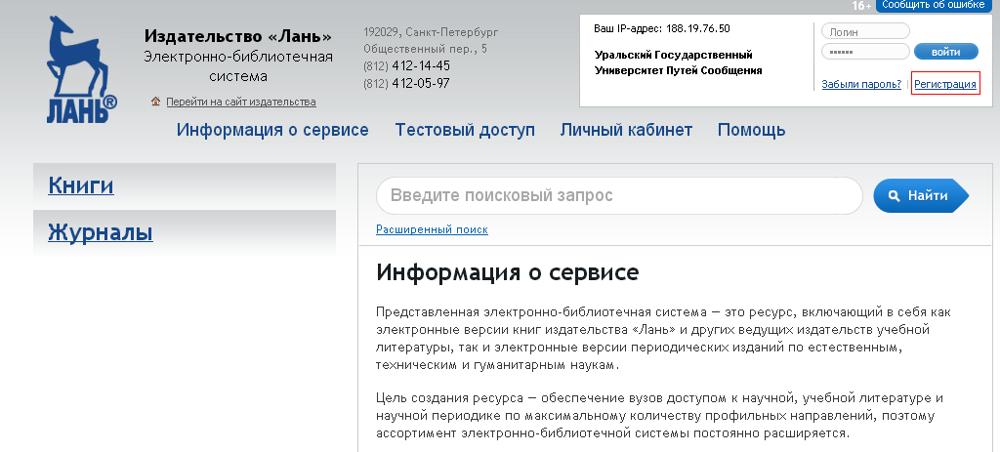 16+ Сообщить об ошибке
Издательство «Лань»
Электронно-библиотечная
система
Перейти на сайт издательства
ЛАНЬ®
192029, Санкт-Петербург
Общественный пер., 5
(812) 412-14-45
(812) 412-05-97
Ваш IP-адрес: 188.19.76.50
Уральский Государственный
Университет Путей Сообщения
Логин
••••••
войти
Забыли пароль? | Регистрация
Информация о сервисе Тестовый доступ Личный кабинет Помощь
Книги
Журналы
Введите поисковый запрос
Найти
Расширенный поиск
Информация о сервисе
Представленная электронно-библиотечная система — это ресурс, включающий в себя как
электронные версии книг издательства «Лань» и других ведущих издательств учебной
литературы, так и электронные версии периодических изданий по естественным,
техническим и гуманитарным наукам.
Цель создания ресурса — обеспечение вузов доступом к научной, учебной литературе и
научной периодике по максимальному количеству профильных направлений, поэтому
ассортимент электронно-библиотечной системы постоянно расширяется.